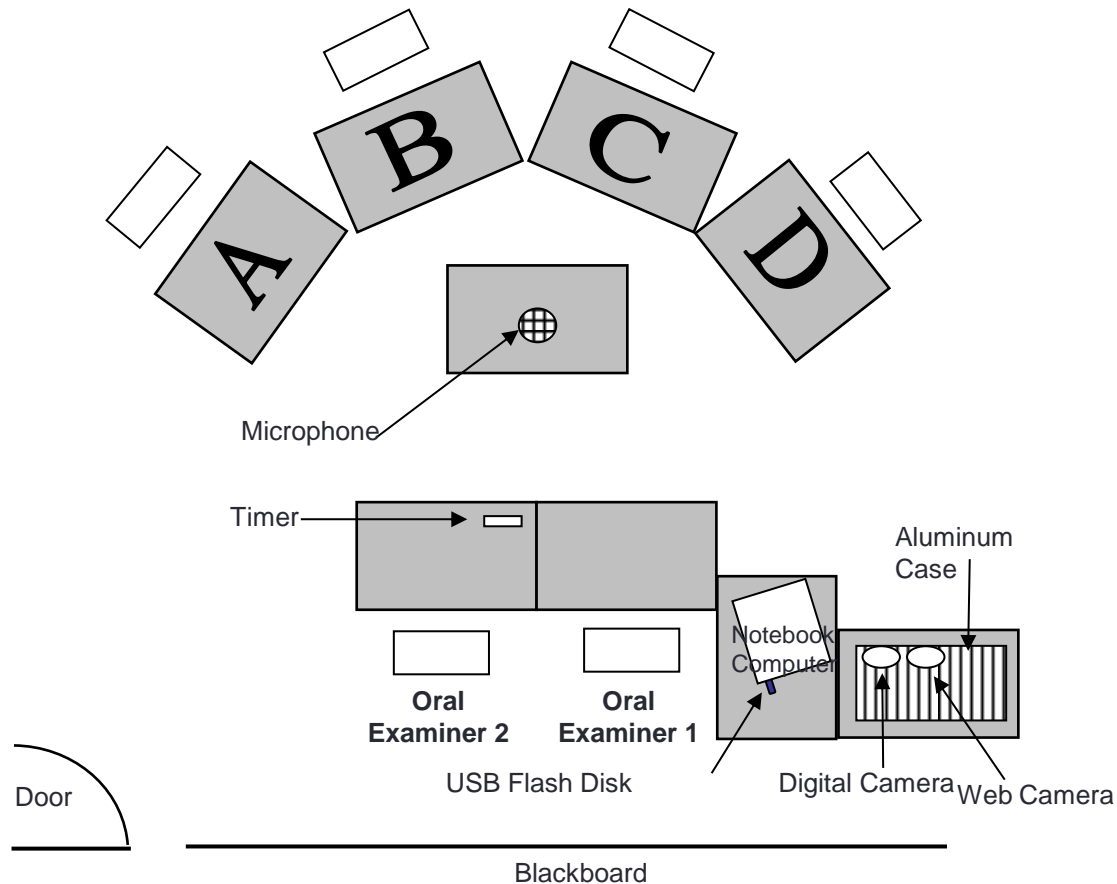 A
B
C
D
Microphone
Timer
Aluminum
Case
Notebook
Computer
Oral
Examiner 2
Oral
Examiner 1
USB Flash Disk
Digital Camera
Web Camera
Door
Blackboard